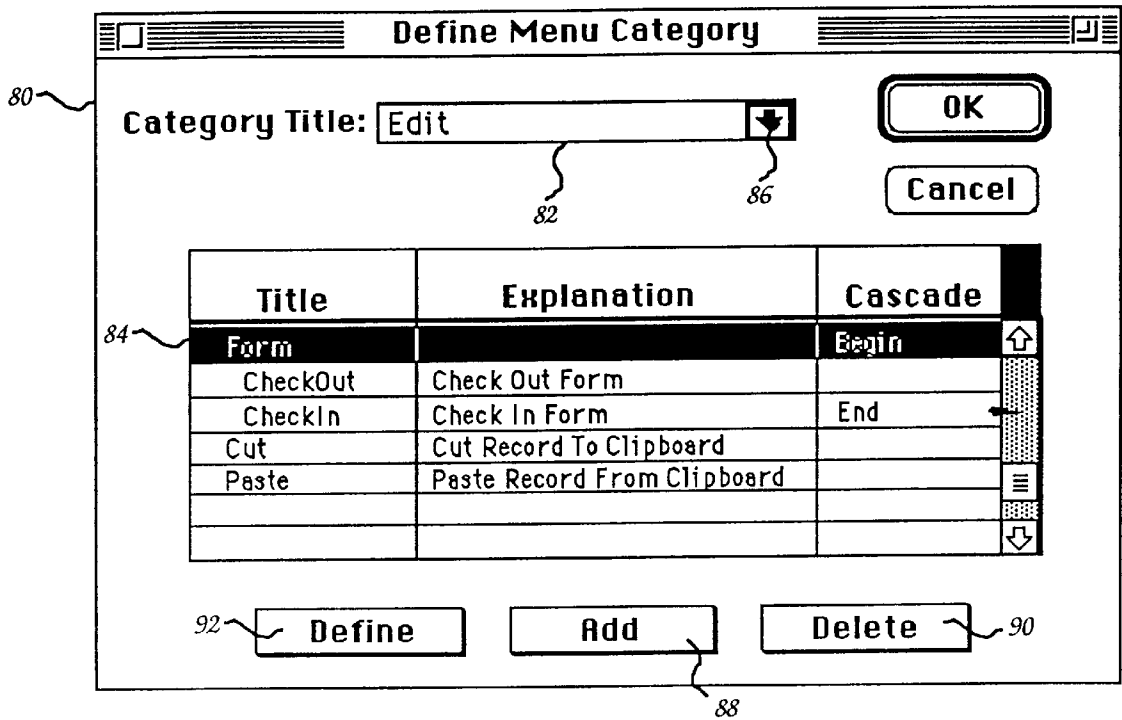 Define Menu Category
80
Category Title: Edit
OK
82
86
Cancel
Title Explanation Cascade
84
Form Begin
CheckOut Check Out Form
CheckIn Check In Form End
Cut Cut Record To Clipboard
Paste Paste Record From Clipboard
92 Define Add Delete 90
88